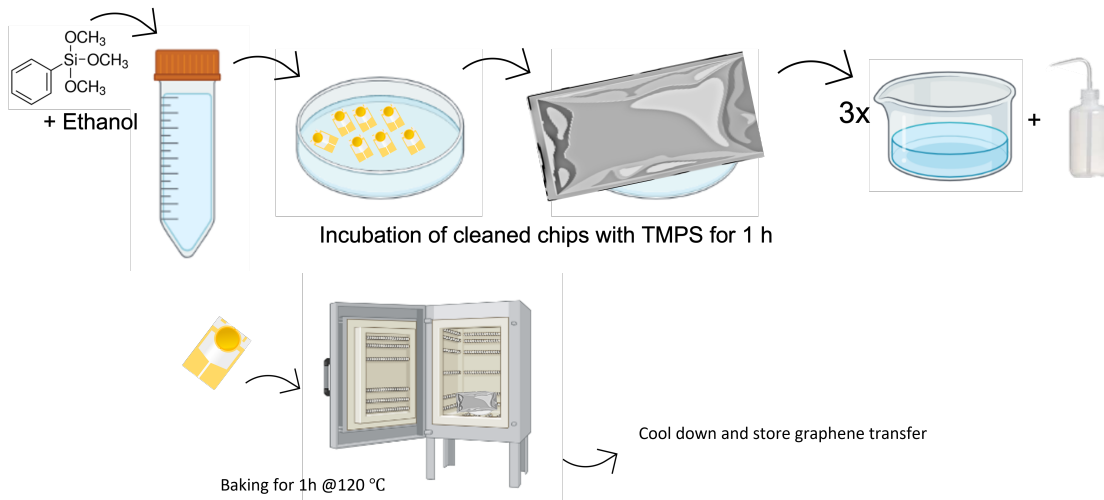 OCH₃
Si-OCH₃
OCH₃
+ Ethanol
3x
+
Incubation of cleaned chips with TMPS for 1 h
Baking for 1h @120 ℃
Cool down and store graphene transfer